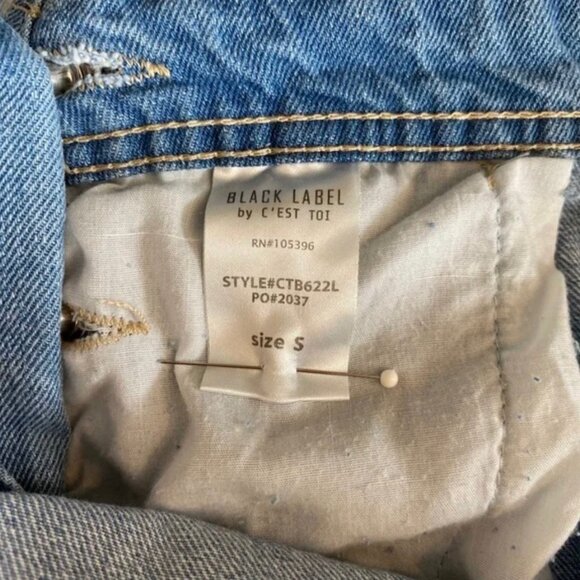 BLACK LABEL
by C'EST TOI
RN#105396
STYLE#CTB622L
PO#2037
size S